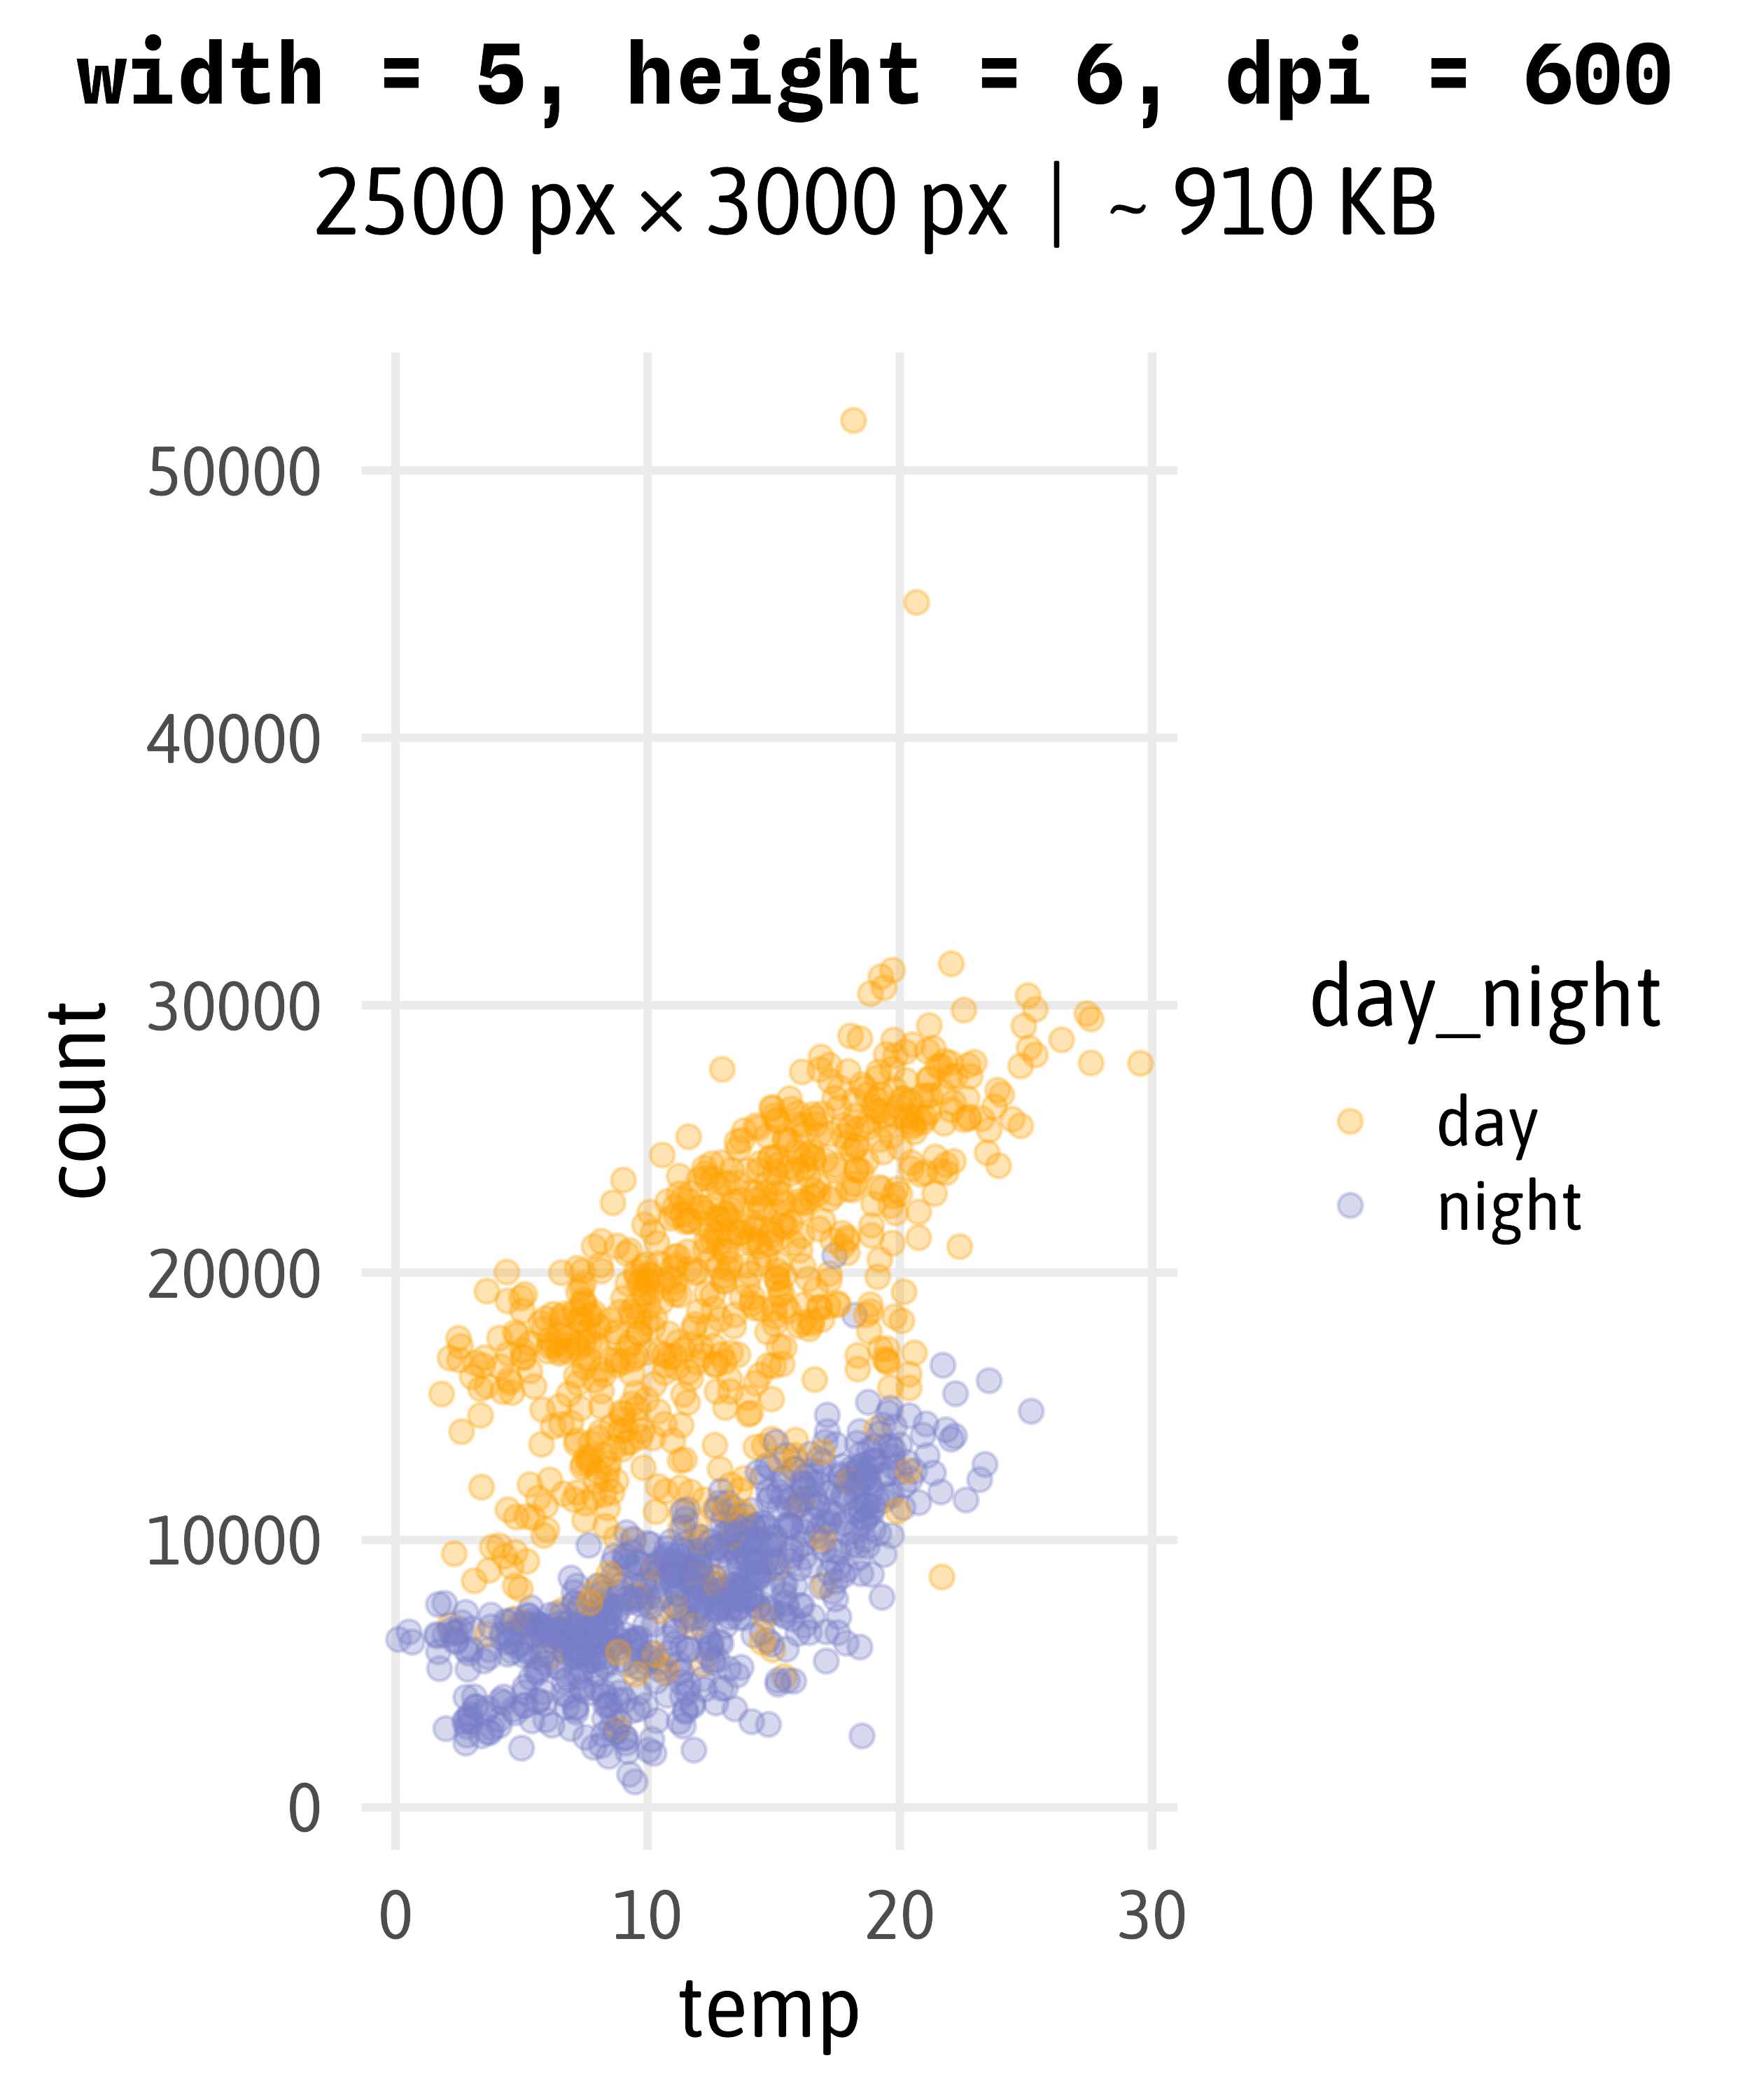 width = 5, height = 6, dpi = 600
2500 px × 3000 px | ~ 910 KB
50000
40000
30000
20000
10000
0
count
0 10 20 30
temp
day_night
day
night